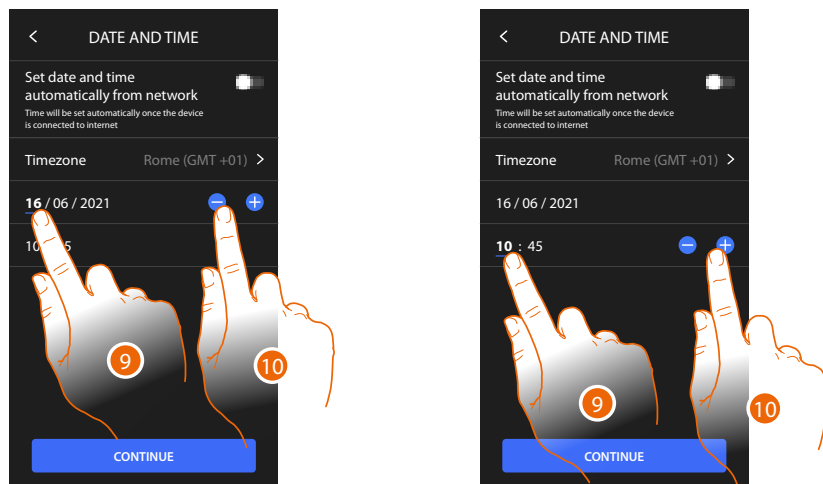 < DATE AND TIME
Set date and time
automatically from network
Time will be set automatically once the device
is connected to internet
Timezone Rome (GMT +01) >
16 / 06 / 2021 − +
10 5
9
10
CONTINUE
< DATE AND TIME
Set date and time
automatically from network
Time will be set automatically once the device
is connected to internet
Timezone Rome (GMT +01) >
16 / 06 / 2021
10 : 45 − +
9
10
CONTINUE